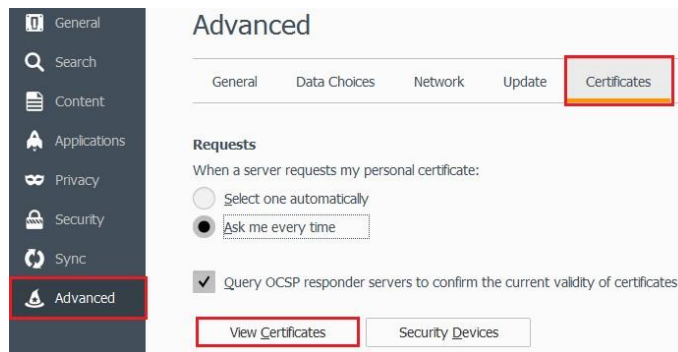 General
Search
Content
Applications
Privacy
Security
Sync
Advanced
Advanced
General Data Choices Network Update Certificates
Requests
When a server requests my personal certificate:
Select one automatically
Ask me every time
Query OCSP responder servers to confirm the current validity of certificates
View Certificates Security Devices